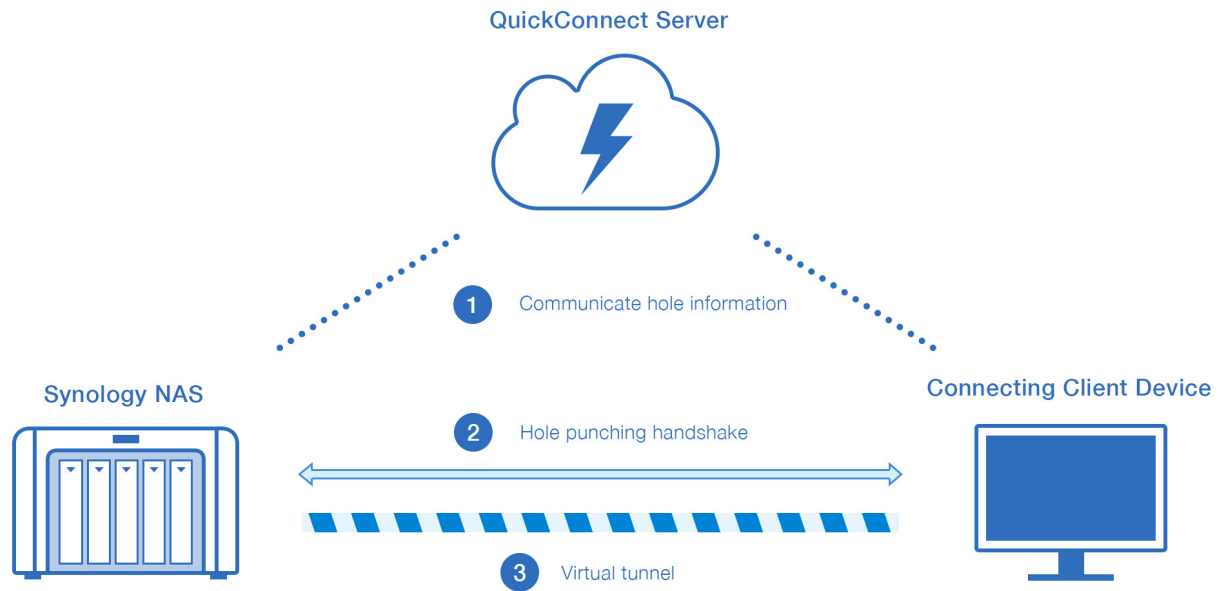 QuickConnect Server
1 Communicate hole information
Synology NAS
Connecting Client Device
2 Hole punching handshake
3 Virtual tunnel